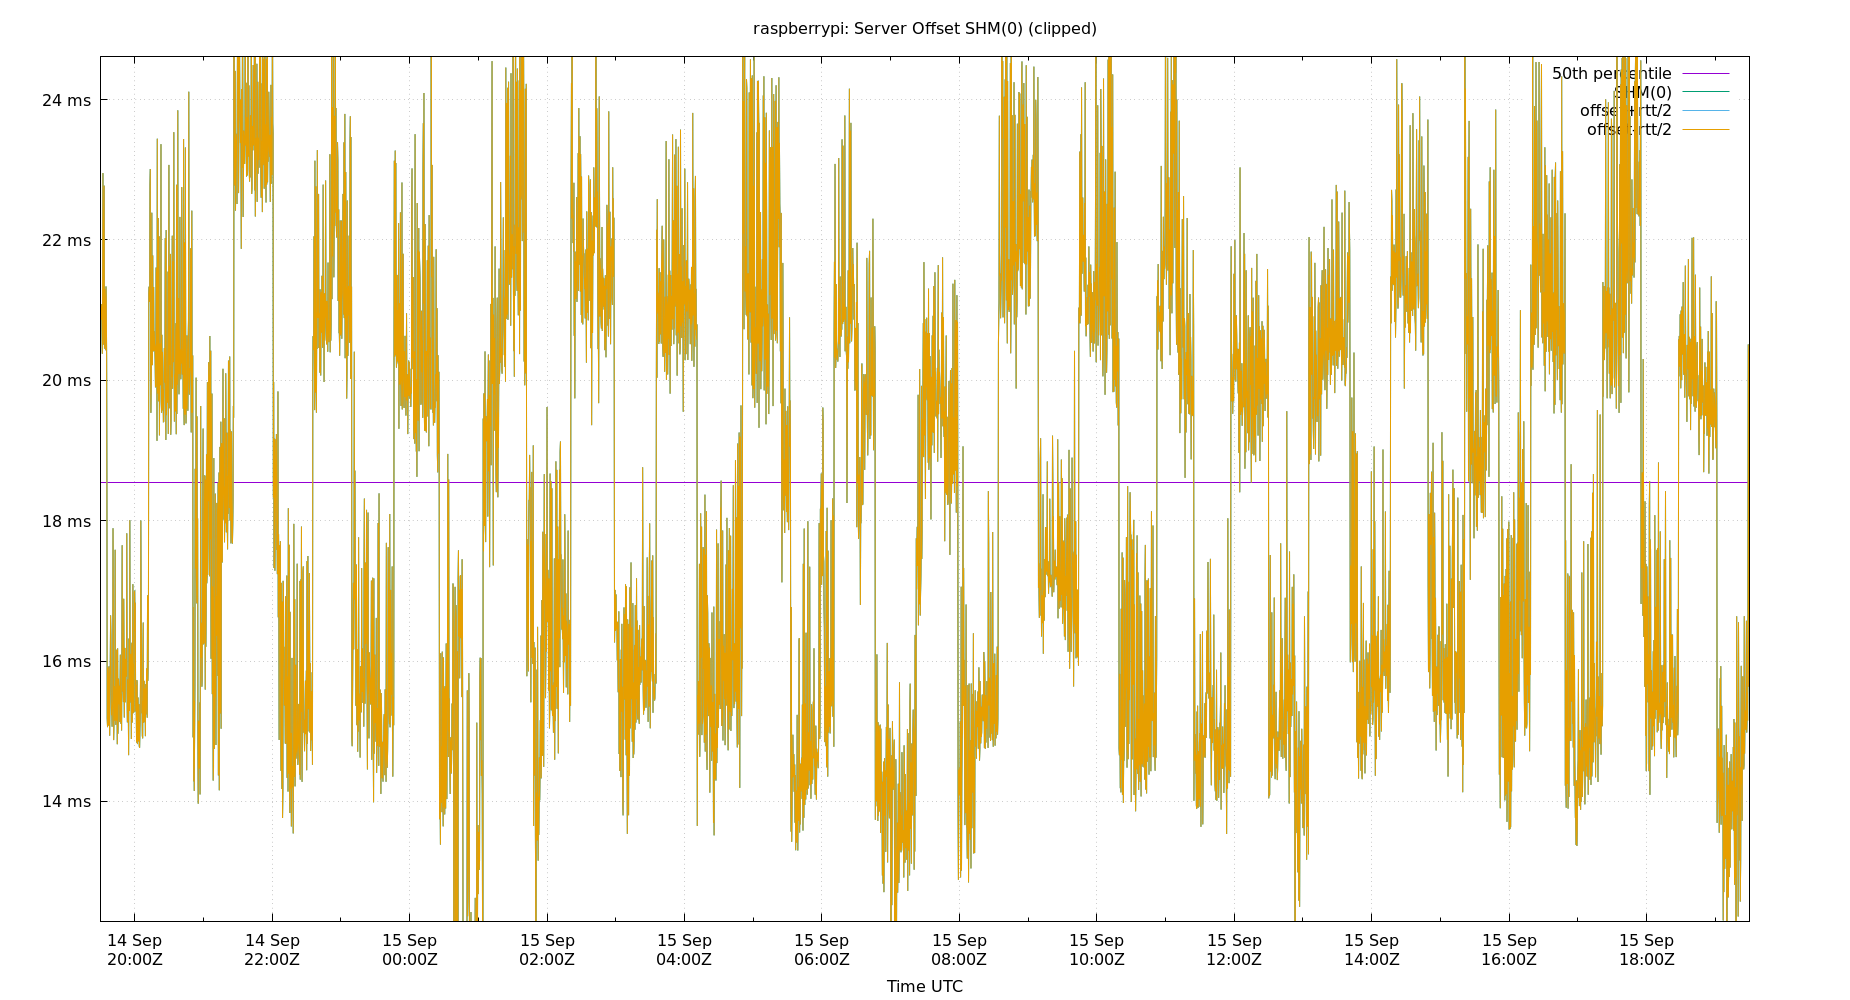 raspberrypi: Server Offset SHM(0) (clipped)
50th percentile
SHM(0)
offset+rtt/2
offset-rtt/2
24 ms
22 ms
20 ms
18 ms
16 ms
14 ms
14 Sep 14 Sep 15 Sep 15 Sep 15 Sep 15 Sep 15 Sep 15 Sep 15 Sep 15 Sep 15 Sep 15 Sep
20:00Z 22:00Z 00:00Z 02:00Z 04:00Z 06:00Z 08:00Z 10:00Z 12:00Z 14:00Z 16:00Z 18:00Z
Time UTC